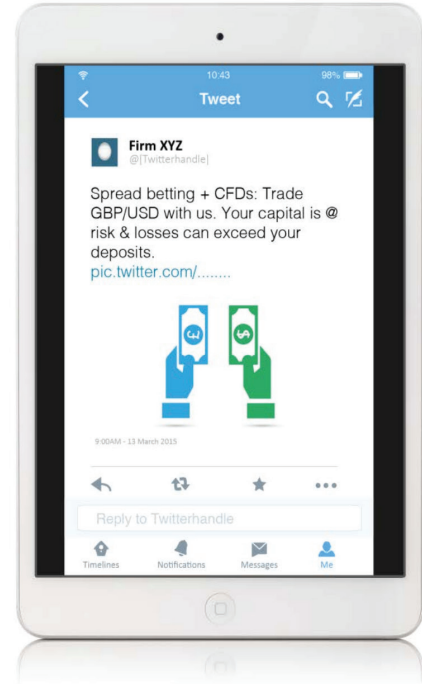 10:43
98%
Tweet
Firm XYZ
@[Twitterhandle]
Spread betting + CFDs: Trade
GBP/USD with us. Your capital is @
risk & losses can exceed your
deposits.
pic.twitter.com/........
£ $
9:00AM - 13 March 2015
Reply to Twitterhandle
Timelines Notifications Messages Me